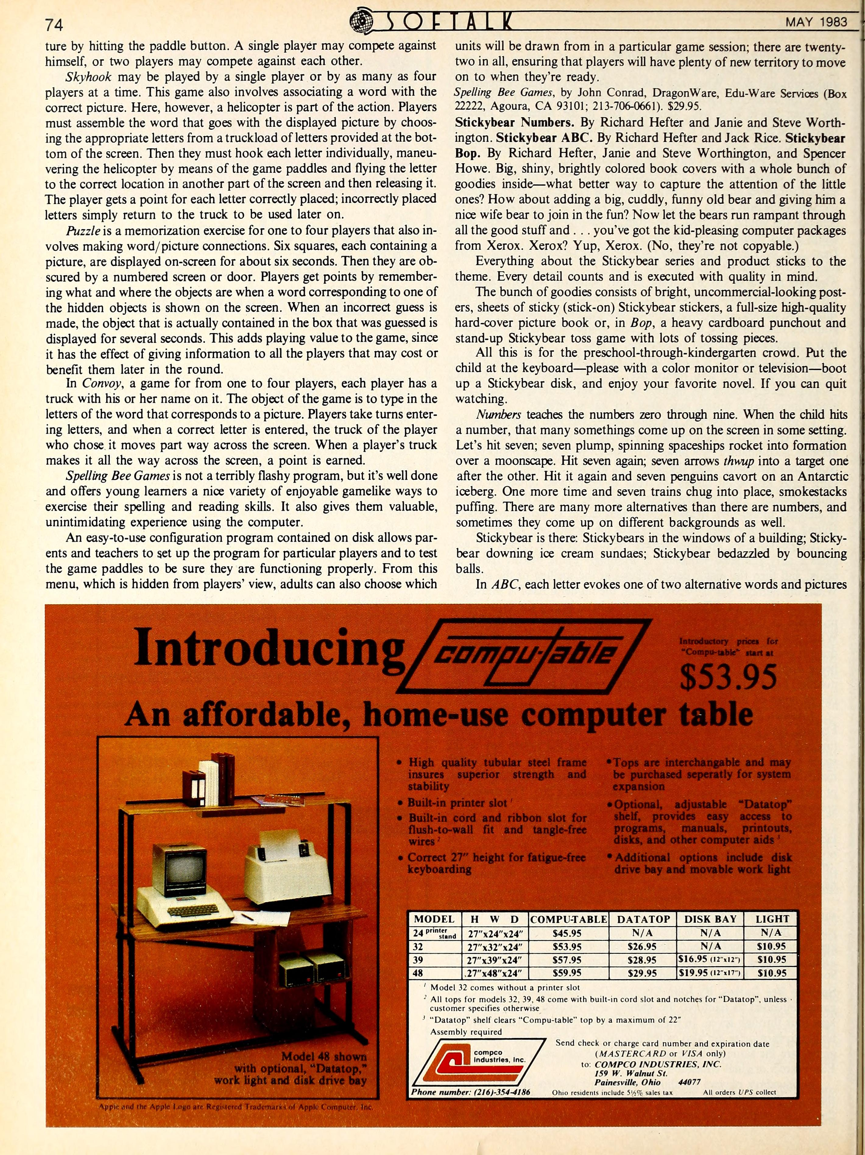 74
SOFTALK
MAY 1983
ture by hitting the paddle button. A single player may compete against
himself, or two players may compete against each other.
Skyhook may be played by a single player or by as many as four
players at a time. This game also involves associating a word with the
correct picture. Here, however, a helicopter is part of the action. Players
must assemble the word that goes with the displayed picture by choos-
ing the appropriate letters from a truckload of letters provided at the bot-
tom of the screen. Then they must hook each letter individually, maneu-
vering the helicopter by means of the game paddles and flying the letter
to the correct location in another part of the screen and then releasing it.
The player gets a point for each letter correctly placed; incorrectly placed
letters simply return to the truck to be used later on.
Puzzle is a memorization exercise for one to four players that also in-
volves making word/picture connections. Six squares, each containing a
picture, are displayed on-screen for about six seconds. Then they are ob-
scured by a numbered screen or door. Players get points by remember-
ing what and where the objects are when a word corresponding to one of
the hidden objects is shown on the screen. When an incorrect guess is
made, the object that is actually contained in the box that was guessed is
displayed for several seconds. This adds playing value to the game, since
it has the effect of giving information to all the players that may cost or
benefit them later in the round.
In Convoy, a game for from one to four players, each player has a
truck with his or her name on it. The object of the game is to type in the
letters of the word that corresponds to a picture. Players take turns enter-
ing letters, and when a correct letter is entered, the truck of the player
who chose it moves part way across the screen. When a player's truck
makes it all the way across the screen, a point is earned.
Spelling Bee Games is not a terribly flashy program, but it's well done
and offers young learners a nice variety of enjoyable gamelike ways to
exercise their spelling and reading skills. It also gives them valuable,
unintimidating experience using the computer.
An easy-to-use configuration program contained on disk allows par-
ents and teachers to set up the program for particular players and to test
the game paddles to be sure they are functioning properly. From this
menu, which is hidden from players' view, adults can also choose which
units will be drawn from in a particular game session; there are twenty-
two in all, ensuring that players will have plenty of new territory to move
on to when they're ready.
Spelling Bee Games, by John Conrad, DragonWare, Edu-Ware Services (Box
22222, Agoura, CA 93101; 213-706-0661). $29.95.
Stickybear Numbers. By Richard Hefter and Janie and Steve Worth-
ington. Stickybear ABC. By Richard Hefter and Jack Rice. Stickybear
Bop. By Richard Hefter, Janie and Steve Worthington, and Spencer
Howe. Big, shiny, brightly colored book covers with a whole bunch of
goodies inside—what better way to capture the attention of the little
ones? How about adding a big, cuddly, funny old bear and giving him a
nice wife bear to join in the fun? Now let the bears run rampant through
all the good stuff and . . . you've got the kid-pleasing computer packages
from Xerox. Xerox? Yup, Xerox. (No, they're not copyable.)
Everything about the Stickybear series and product sticks to the
theme. Every detail counts and is executed with quality in mind.
The bunch of goodies consists of bright, uncommercial-looking post-
ers, sheets of sticky (stick-on) Stickybear stickers, a full-size high-quality
hard-cover picture book or, in Bop, a heavy cardboard punchout and
stand-up Stickybear toss game with lots of tossing pieces.
All this is for the preschool-through-kindergarten crowd. Put the
child at the keyboard—please with a color monitor or television—boot
up a Stickybear disk, and enjoy your favorite novel. If you can quit
watching.
Numbers teaches the numbers zero through nine. When the child hits
a number, that many somethings come up on the screen in some setting.
Let's hit seven; seven plump, spinning spaceships rocket into formation
over a moonscape. Hit seven again; seven arrows thwup into a target one
after the other. Hit it again and seven penguins cavort on an Antarctic
iceberg. One more time and seven trains chug into place, smokestacks
puffing. There are many more alternatives than there are numbers, and
sometimes they come up on different backgrounds as well.
Stickybear is there: Stickybears in the windows of a building; Sticky-
bear downing ice cream sundaes; Stickybear bedazzled by bouncing
balls.
In ABC, each letter evokes one of two alternative words and pictures
Introducing compu-table
Introductory prices for
"Compo-table" start at
$53.95
An affordable, home-use computer table
• High quality tubular steel frame
insures superior strength and
stability
• Built-in printer slot ¹
• Built-in cord and ribbon slot for
flush-to-wall fit and tangle-free
wires ²
• Correct 27" height for fatigue-free
keyboarding
• Tops are interchangable and may
be purchased seperatly for system
expansion
• Optional, adjustable "Datatop"
shelf, provides easy access to
programs, manuals, printouts,
disks, and other computer aids ³
• Additional options include disk
drive bay and movable work light
Model 48 shown
with optional, "Datatop,"
work light and disk drive bay
MODEL H W D COMPU-TABLE DATATOP DISK BAY LIGHT
24 printer stand 27"x24"x24" $45.95 N/A N/A N/A
32 27"x32"x24" $53.95 $26.95 N/A $10.95
39 27"x39"x24" $57.95 $28.95 $16.95 (12"x12") $10.95
48 27"x48"x24" $59.95 $29.95 $19.95 (12"x17") $10.95
¹ Model 32 comes without a printer slot
² All tops for models 32, 39, 48 come with built-in cord slot and notches for "Datatop", unless
customer specifies otherwise
³ "Datatop" shelf clears "Compu-table" top by a maximum of 22"
Assembly required
compco
industries, inc.
Phone number: (216)-354-4186
Send check or charge card number and expiration date
(MASTERCARD or VISA only)
to: COMPCO INDUSTRIES, INC.
159 W. Walnut St.
Painesville, Ohio 44077
Ohio residents include 5½% sales tax All orders UPS collect
Apple and the Apple Logo are Registered Trademarks of Apple Computer, Inc.